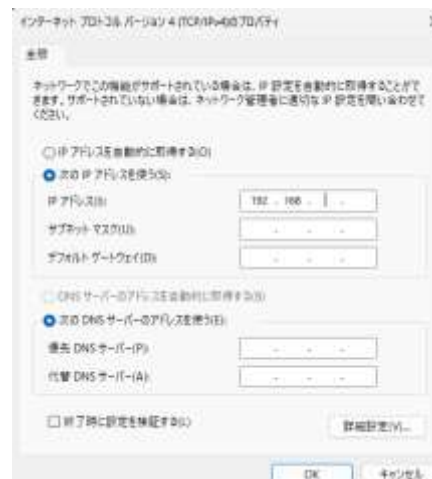 インターネット プロトコル バージョン 4 (TCP/IPv4)のプロパティ
全般
ネットワークでこの機能がサポートされている場合は、IP 設定を自動的に取得することがで
きます。サポートされていない場合は、ネットワーク管理者に適切な IP 設定を問い合わせて
ください。
IP アドレスを自動的に取得する(O)
次の IP アドレスを使う(S):
IP アドレス(I):
192 . 168 . .
サブネット マスク(U):
. . .
デフォルト ゲートウェイ(D):
. . .
DNS サーバーのアドレスを自動的に取得する(B)
次の DNS サーバーのアドレスを使う(E):
優先 DNS サーバー(P):
. . .
代替 DNS サーバー(A):
. . .
終了時に設定を検証する(L)
詳細設定(V)...
OK
キャンセル